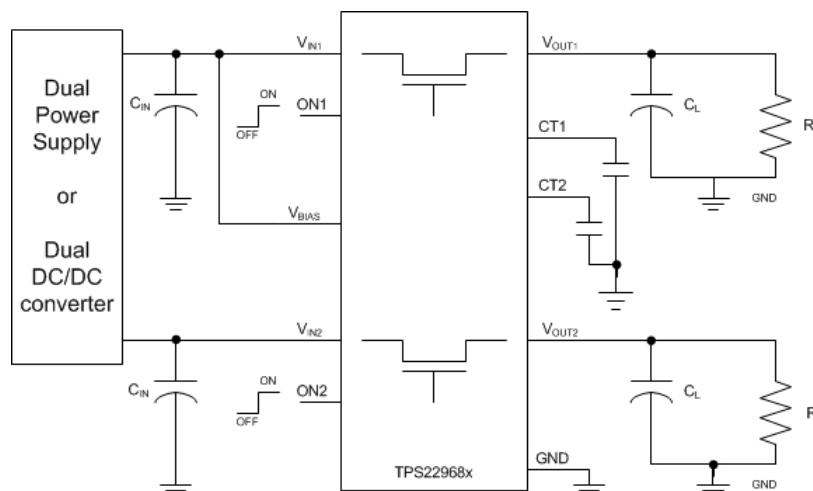 Dual
Power
Supply
or
Dual
DC/DC
converter
CIN
VIN1
ON
OFF
ON1
VBIAS
VOUT1
CT1
CT2
CL
R
GND
CIN
VIN2
ON
OFF
ON2
VOUT2
CL
R
GND
GND
TPS22968x